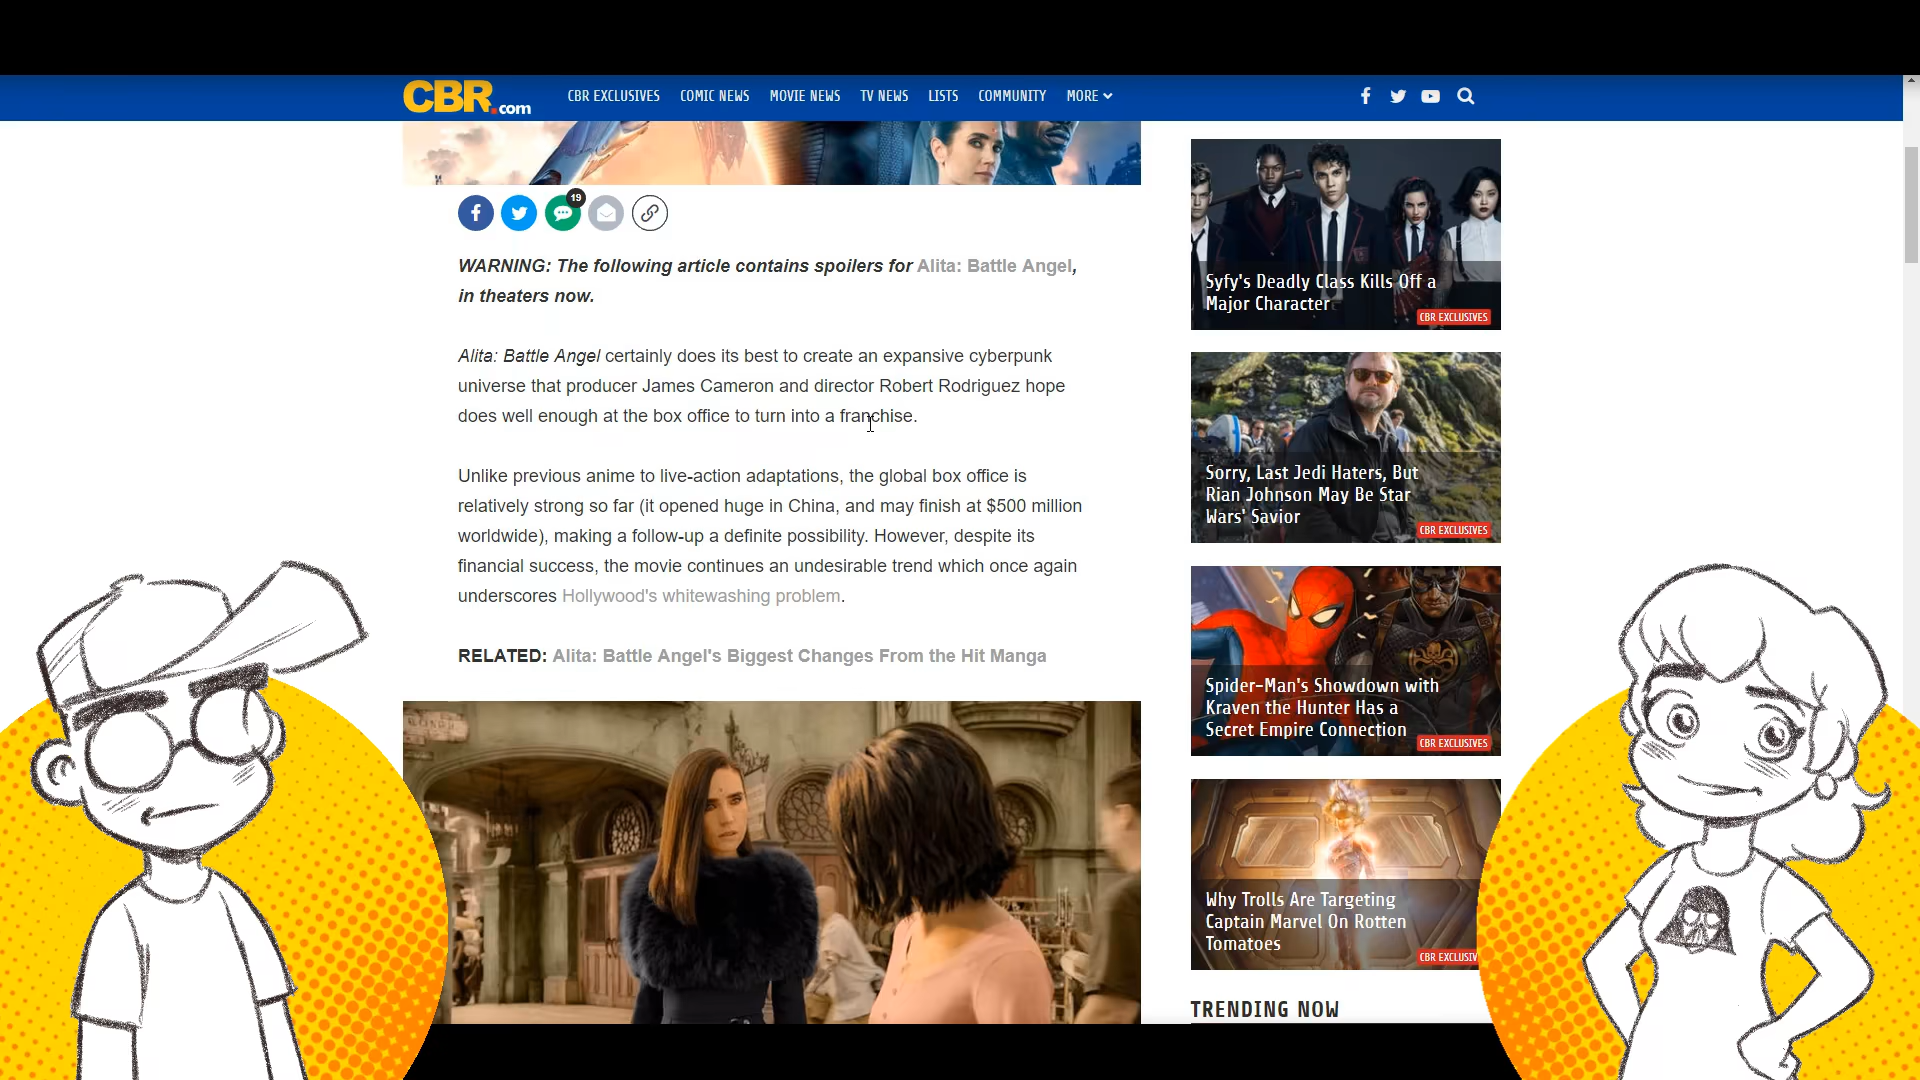 CBR.com
CBR EXCLUSIVES COMIC NEWS MOVIE NEWS TV NEWS LISTS COMMUNITY MORE
19
WARNING: The following article contains spoilers for Alita: Battle Angel,
in theaters now.
Alita: Battle Angel certainly does its best to create an expansive cyberpunk
universe that producer James Cameron and director Robert Rodriguez hope
does well enough at the box office to turn into a franchise.
Unlike previous anime to live-action adaptations, the global box office is
relatively strong so far (it opened huge in China, and may finish at $500 million
worldwide), making a follow-up a definite possibility. However, despite its
financial success, the movie continues an undesirable trend which once again
underscores Hollywood's whitewashing problem.
RELATED: Alita: Battle Angel's Biggest Changes From the Hit Manga
Syfy's Deadly Class Kills Off a
Major Character
CBR EXCLUSIVES
Sorry, Last Jedi Haters, But
Rian Johnson May Be Star
Wars' Savior
CBR EXCLUSIVES
Spider-Man's Showdown with
Kraven the Hunter Has a
Secret Empire Connection
CBR EXCLUSIVES
Why Trolls Are Targeting
Captain Marvel On Rotten
Tomatoes
CBR EXCLUSIV
TRENDING NOW